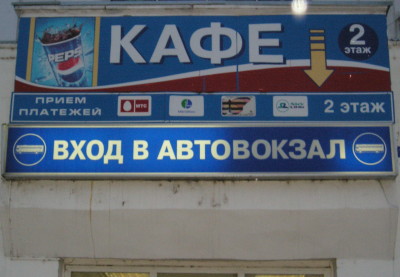 PEPSI
КАФЕ
2
этаж
ПРИЕМ
ПЛАТЕЖЕЙ
МТС
2 этаж
ВХОД В АВТОВОКЗАЛ